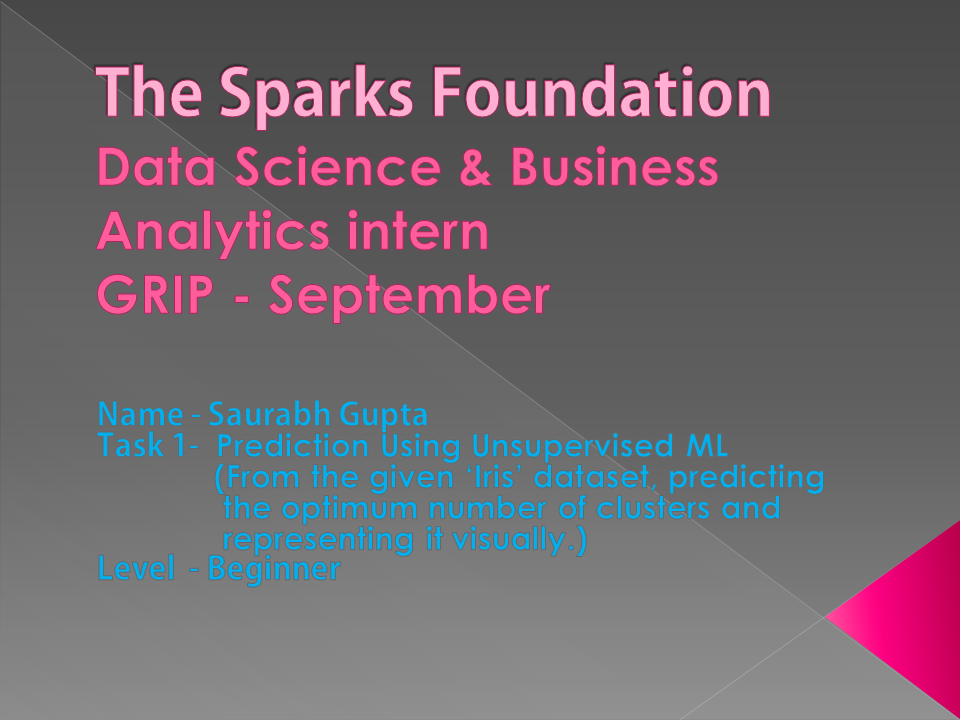 The Sparks Foundation
Data Science & Business
Analytics intern
GRIP - September
Name - Saurabh Gupta
Task 1- Prediction Using Unsupervised ML
(From the given ‘Iris’ dataset, predicting
the optimum number of clusters and
representing it visually.)
Level - Beginner